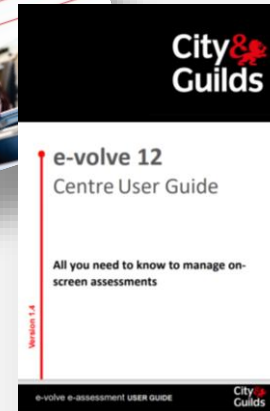 City&
Guilds
e-volve 12
Centre User Guide
All you need to know to manage on-
screen assessments
Version 1.4
e-volve e-assessment USER GUIDE
City&
Guilds